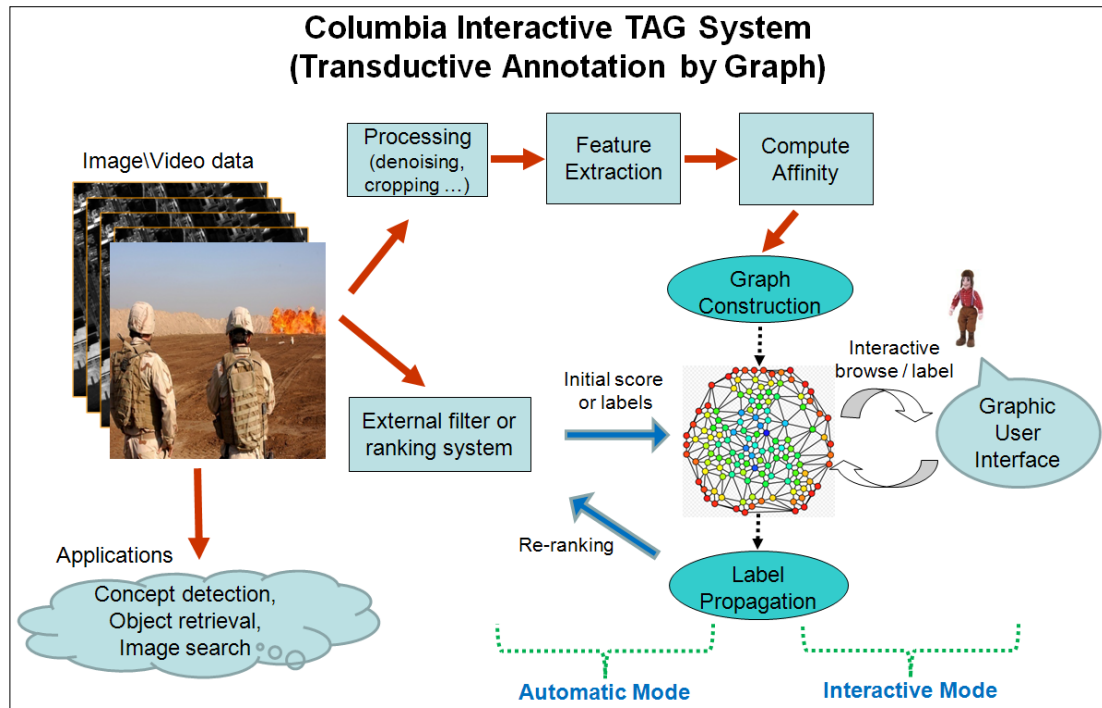 Columbia Interactive TAG System
(Transductive Annotation by Graph)
Image\Video data
Processing
(denoising,
cropping ...)
Feature
Extraction
Compute
Affinity
Graph
Construction
Interactive
browse / label
Initial score
or labels
External filter or
ranking system
Graphic
User
Interface
Re-ranking
Applications
Concept detection,
Object retrieval,
Image search
Label
Propagation
Automatic Mode
Interactive Mode